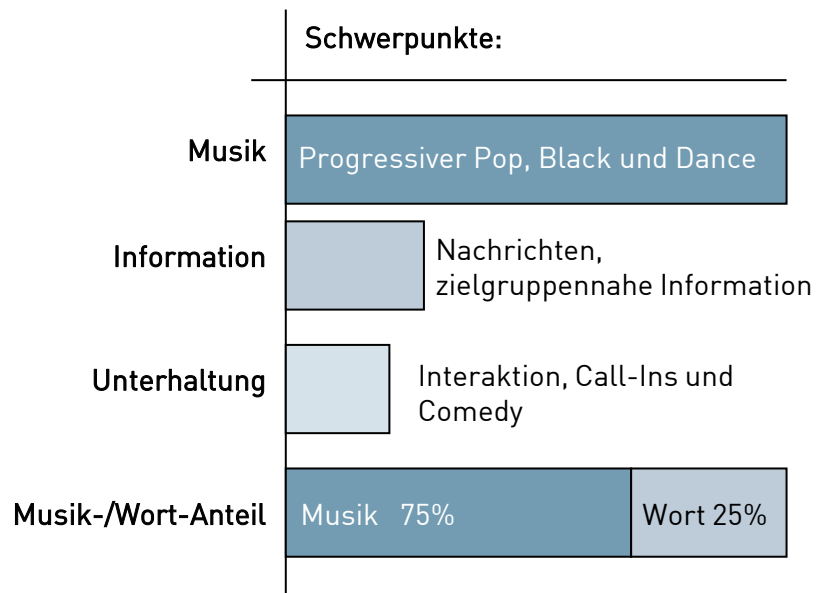 Schwerpunkte:
Musik
Progressiver Pop, Black und Dance
Information
Nachrichten,
zielgruppennahe Information
Unterhaltung
Interaktion, Call-Ins und
Comedy
Musik-/Wort-Anteil
Musik 75%
Wort 25%